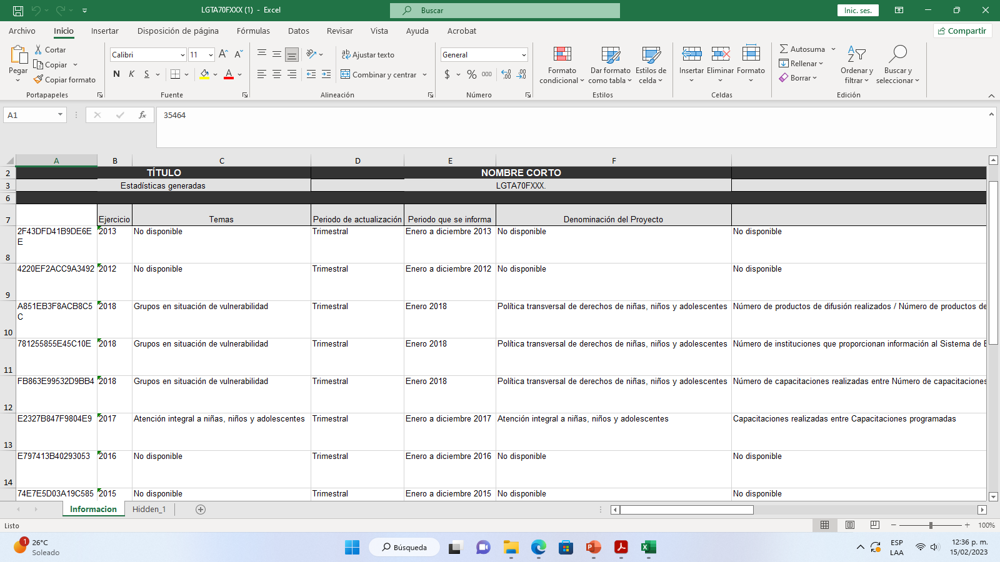 LGTA70FXXX (1) - Excel
Buscar
Inic. ses.
Archivo Inicio Insertar Disposición de página Fórmulas Datos Revisar Vista Ayuda Acrobat Compartir
Pegar
Cortar
Copiar
Copiar formato
Portapapeles
Calibri 11 A A
N K S A
Fuente
Ajustar texto
Combinar y centrar
Alineación
General
$ % 000
Número
Formato condicional
Dar formato como tabla
Estilos de celda
Estilos
Insertar Eliminar Formato
Celdas
Autosuma
Rellenar
Borrar
Ordenar y filtrar
Buscar y seleccionar
Edición
A1 fx 35464
A B C D E F
2 TÍTULO NOMBRE CORTO
3 Estadísticas generadas LGTA70FXXX.
6
7 Ejercicio Temas Periodo de actualización Periodo que se informa Denominación del Proyecto
8 2F43DFD41B9DE6EE 2013 No disponible Trimestral Enero a diciembre 2013 No disponible No disponible
9 4220EF2ACC9A3492 2012 No disponible Trimestral Enero a diciembre 2012 No disponible No disponible
10 A851EB3F8ACB8C5C 2018 Grupos en situación de vulnerabilidad Trimestral Enero 2018 Política transversal de derechos de niñas, niños y adolescentes Número de productos de difusión realizados / Número de productos de
11 781255855E45C10E 2018 Grupos en situación de vulnerabilidad Trimestral Enero 2018 Política transversal de derechos de niñas, niños y adolescentes Número de instituciones que proporcionan información al Sistema de
12 FB863E99532D9BB4 2018 Grupos en situación de vulnerabilidad Trimestral Enero 2018 Política transversal de derechos de niñas, niños y adolescentes Número de capacitaciones realizadas entre Número de capacitaciones
13 E2327B847F9804E9 2017 Atención integral a niñas, niños y adolescentes Trimestral Enero a diciembre 2017 Atención integral a niñas, niños y adolescentes Capacitaciones realizadas entre Capacitaciones programadas
14 E797413B40293053 2016 No disponible Trimestral Enero a diciembre 2016 No disponible No disponible
74E7E5D03A19C585 2015 No disponible Trimestral Enero a diciembre 2015 No disponible No disponible
Informacion Hidden_1
Listo 100%
1 26°C
Soleado
Búsqueda
ESP
LAA
12:36 p. m.
15/02/2023